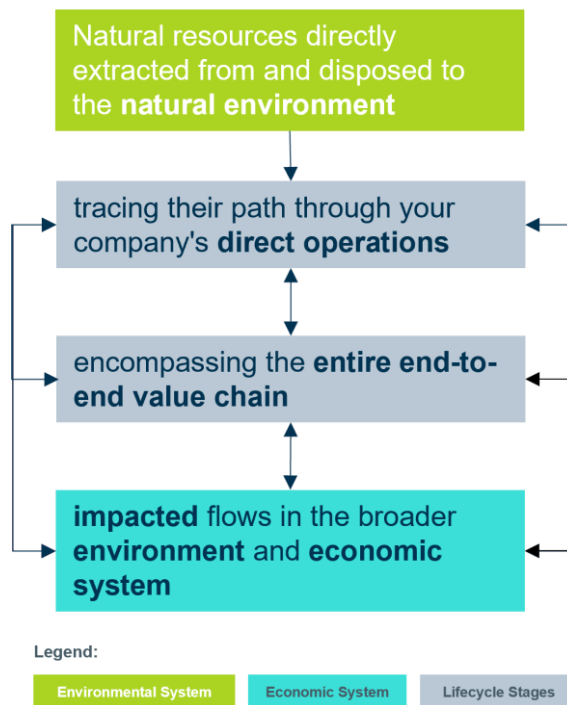 Natural resources directly
extracted from and disposed to
the natural environment
tracing their path through your
company's direct operations
encompassing the entire end-to-
end value chain
impacted flows in the broader
environment and economic
system
Legend:
Environmental System
Economic System
Lifecycle Stages